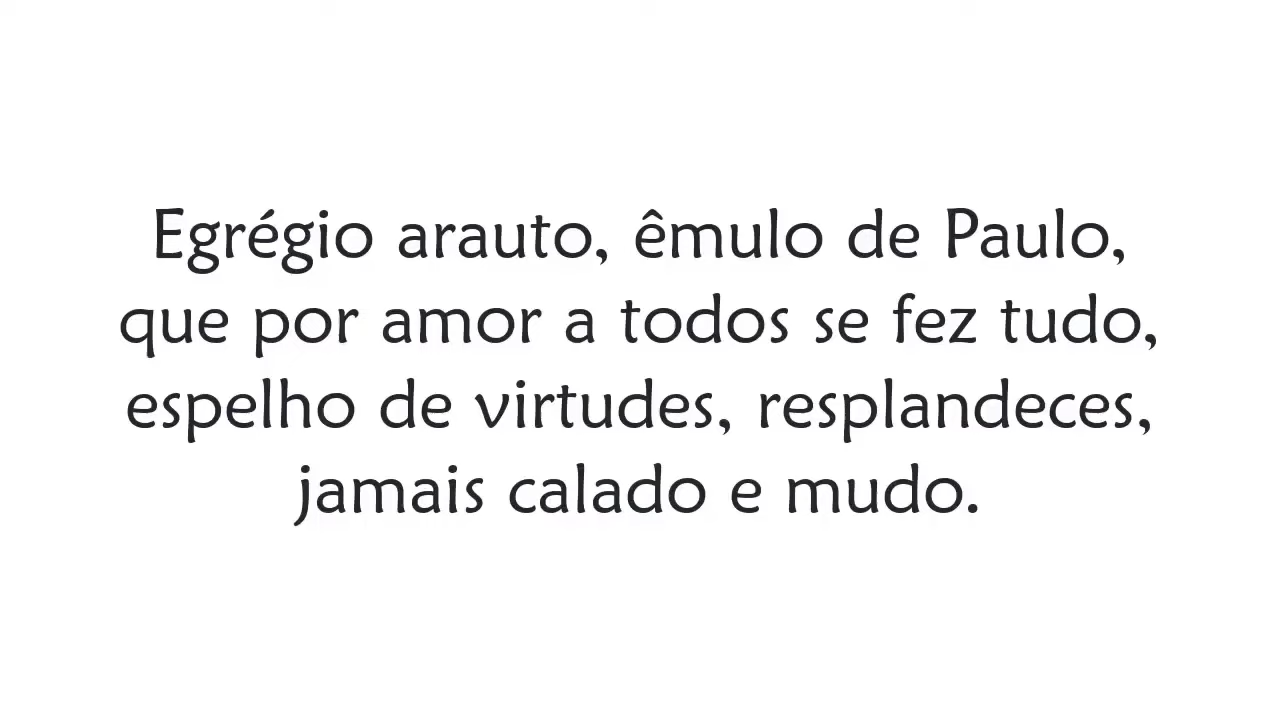 Egrégio arauto, êmulo de Paulo,
que por amor a todos se fez tudo,
espelho de virtudes, resplandeces,
jamais calado e mudo.